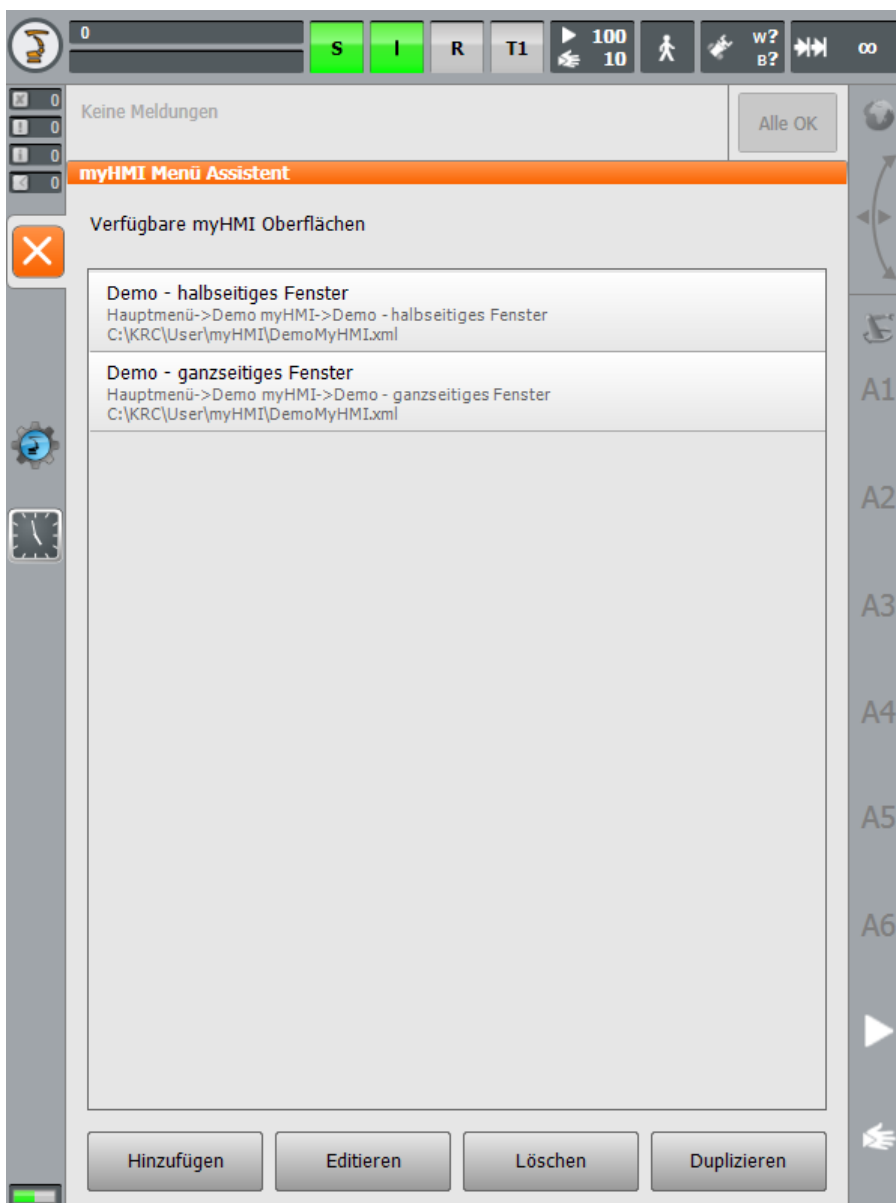 0
S I R T1 100 10 W? B? ∞
0
0
0
0
Keine Meldungen
Alle OK
myHMI Menü Assistent
Verfügbare myHMI Oberflächen
Demo - halbseitiges Fenster
Hauptmenü->Demo myHMI->Demo - halbseitiges Fenster
C:\KRC\User\myHMI\DemoMyHMI.xml
Demo - ganzseitiges Fenster
Hauptmenü->Demo myHMI->Demo - ganzseitiges Fenster
C:\KRC\User\myHMI\DemoMyHMI.xml
A1
A2
A3
A4
A5
A6
Hinzufügen Editieren Löschen Duplizieren